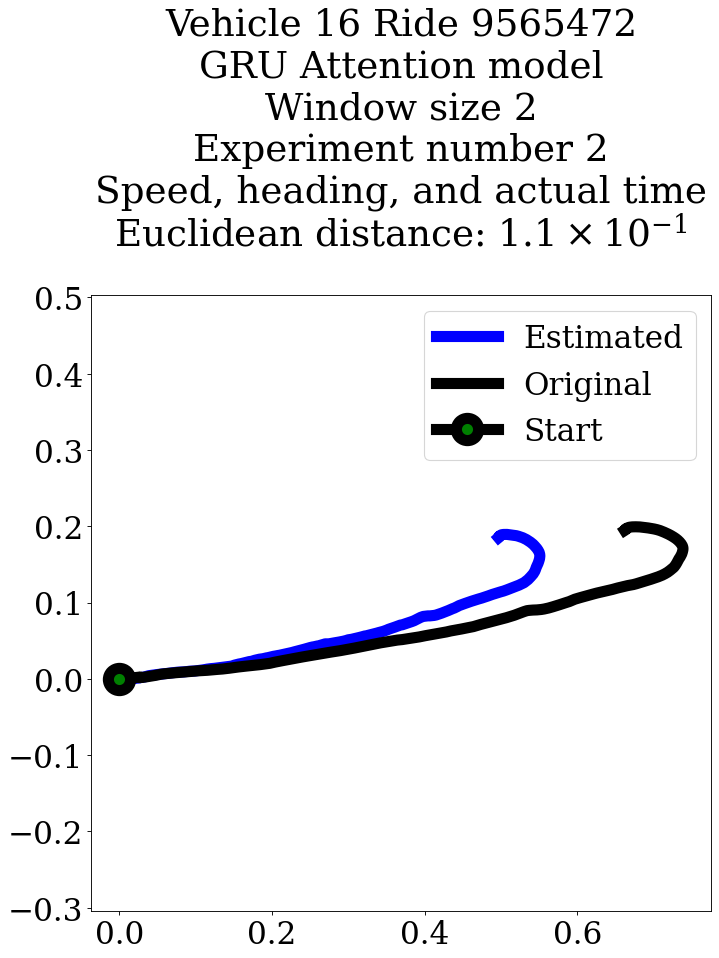 Vehicle 16 Ride 9565472
GRU Attention model
Window size 2
Experiment number 2
Speed, heading, and actual time
Euclidean distance: 1.1 × 10⁻¹
Estimated
Original
Start
0.5
0.4
0.3
0.2
0.1
0.0
−0.1
−0.2
−0.3
0.0 0.2 0.4 0.6